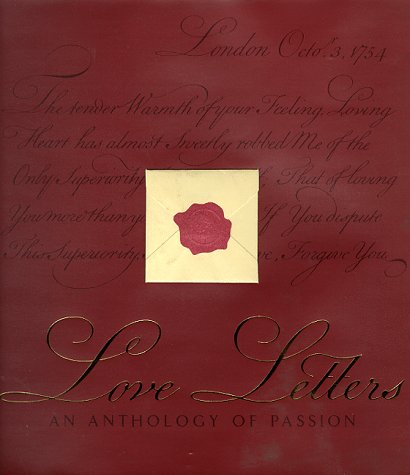 London Octor. 3, 1754
The tender Warmth of your Feeling, Loving
Heart has almost Sweetly robbed Me of the
Only Superiority That of loving
You more than y If You dispute
This Superiority, ve, Forgive You
Love Letters
AN ANTHOLOGY OF PASSION